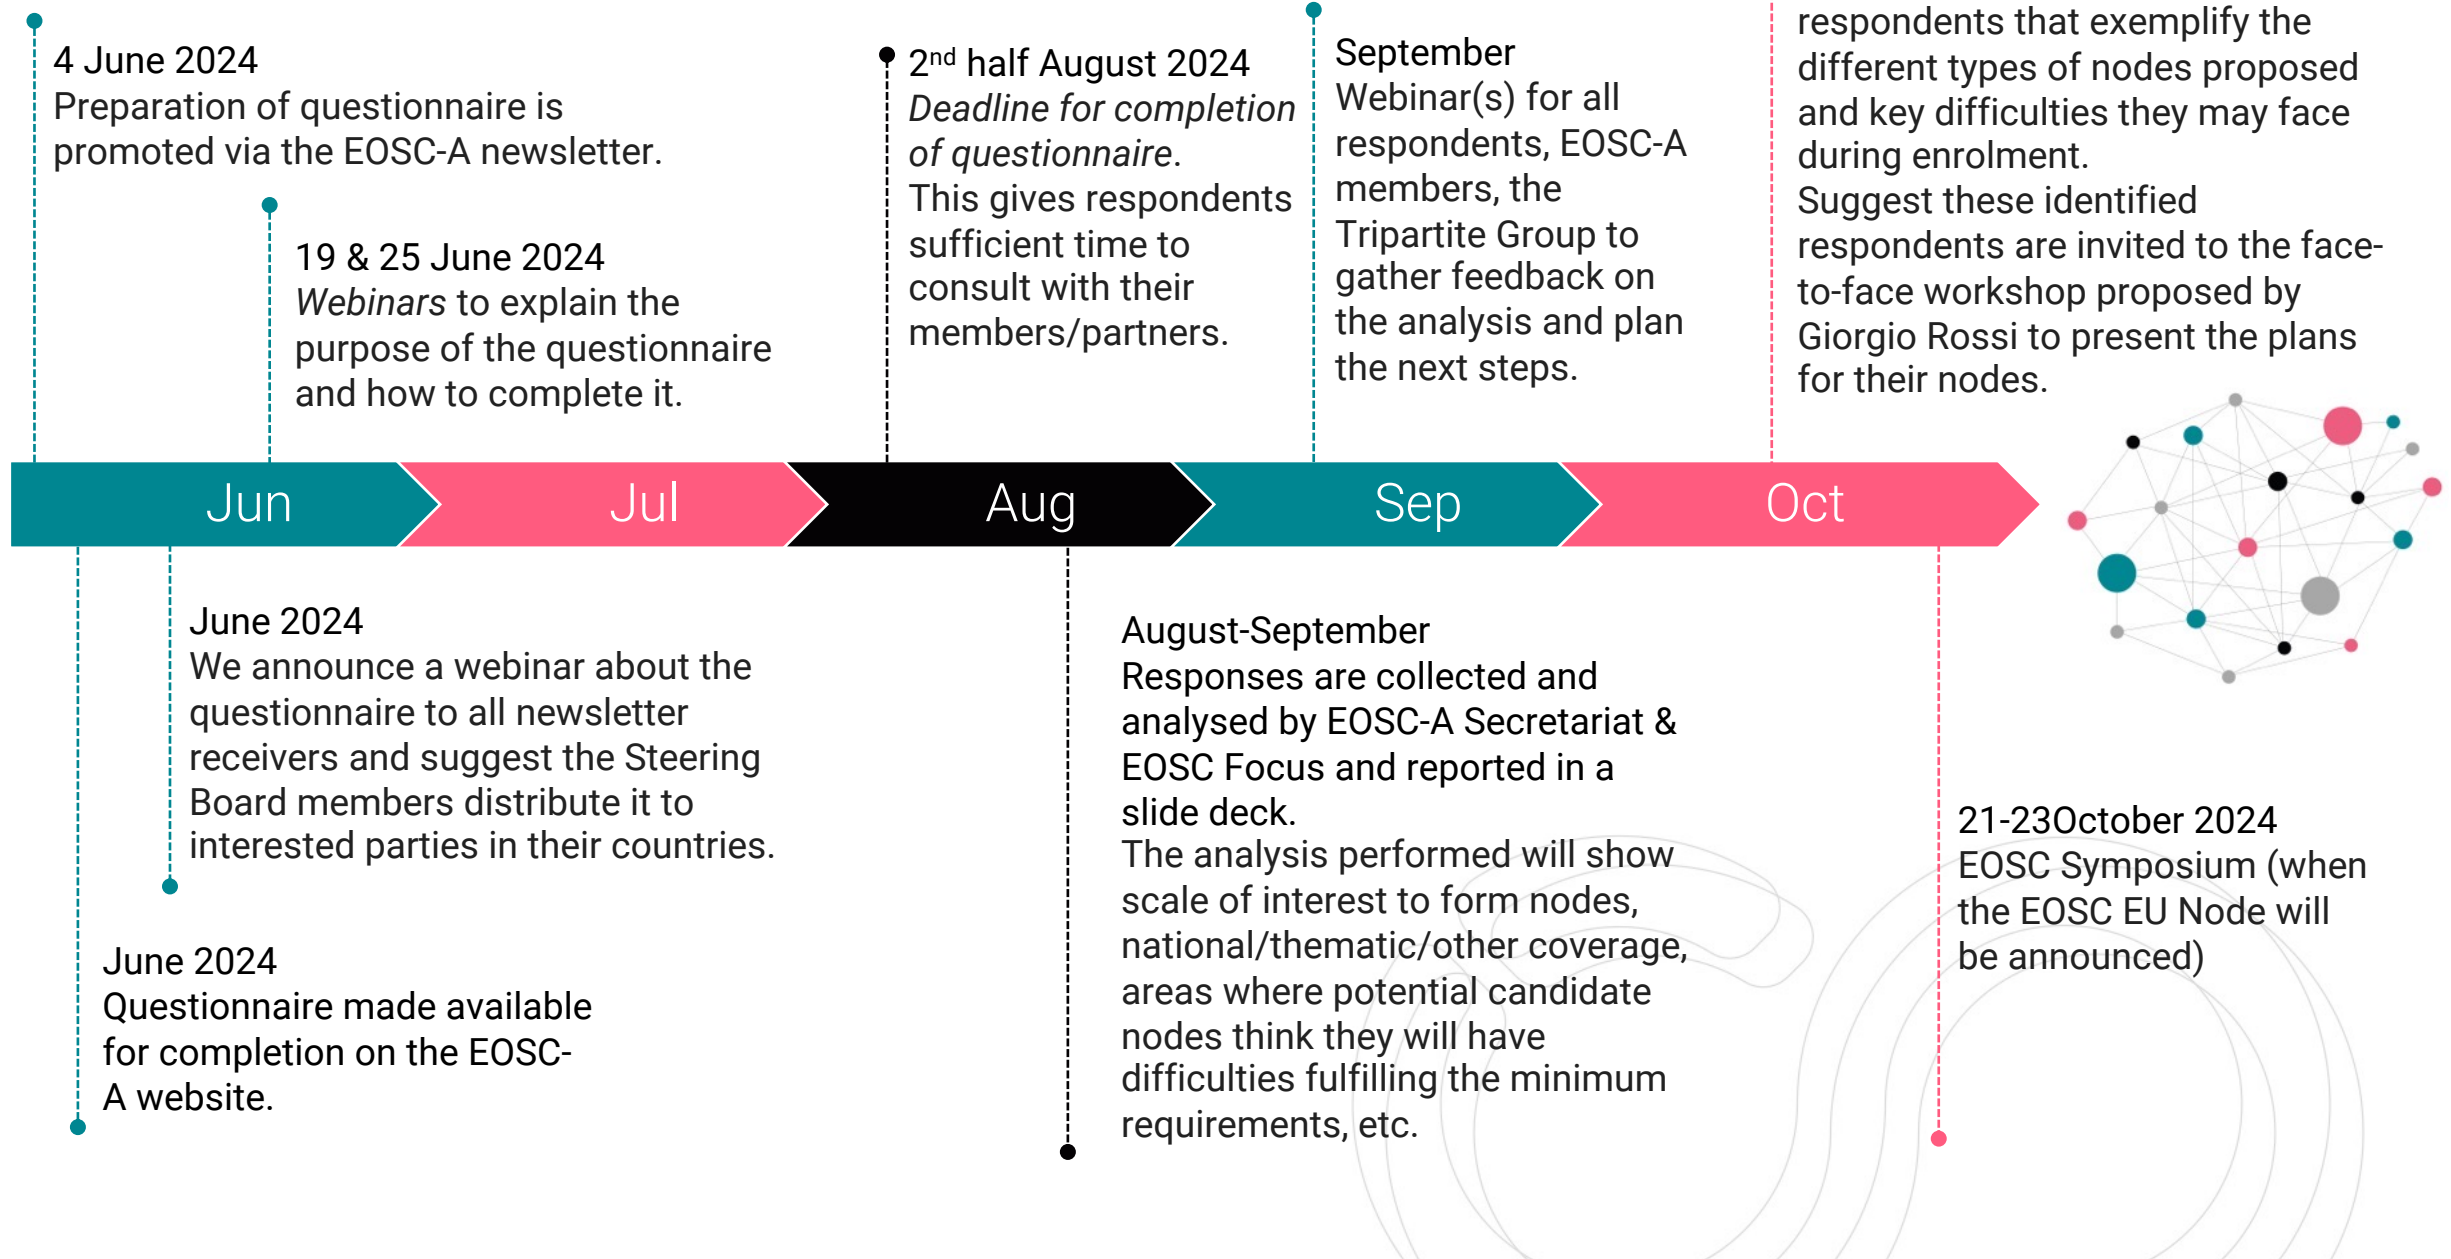 4 June 2024
Preparation of questionnaire is
promoted via the EOSC-A newsletter.
19 & 25 June 2024
Webinars to explain the
purpose of the questionnaire
and how to complete it.
2nd half August 2024
Deadline for completion
of questionnaire.
This gives respondents
sufficient time to
consult with their
members/partners.
September
Webinar(s) for all
respondents, EOSC-A
members, the
Tripartite Group to
gather feedback on
the analysis and plan
the next steps.
respondents that exemplify the
different types of nodes proposed
and key difficulties they may face
during enrolment.
Suggest these identified
respondents are invited to the face-
to-face workshop proposed by
Giorgio Rossi to present the plans
for their nodes.
Jun
Jul
Aug
Sep
Oct
June 2024
We announce a webinar about the
questionnaire to all newsletter
receivers and suggest the Steering
Board members distribute it to
interested parties in their countries.
June 2024
Questionnaire made available
for completion on the EOSC-
A website.
August-September
Responses are collected and
analysed by EOSC-A Secretariat &
EOSC Focus and reported in a
slide deck.
The analysis performed will show
scale of interest to form nodes,
national/thematic/other coverage,
areas where potential candidate
nodes think they will have
difficulties fulfilling the minimum
requirements, etc.
21-23October 2024
EOSC Symposium (when
the EOSC EU Node will
be announced)